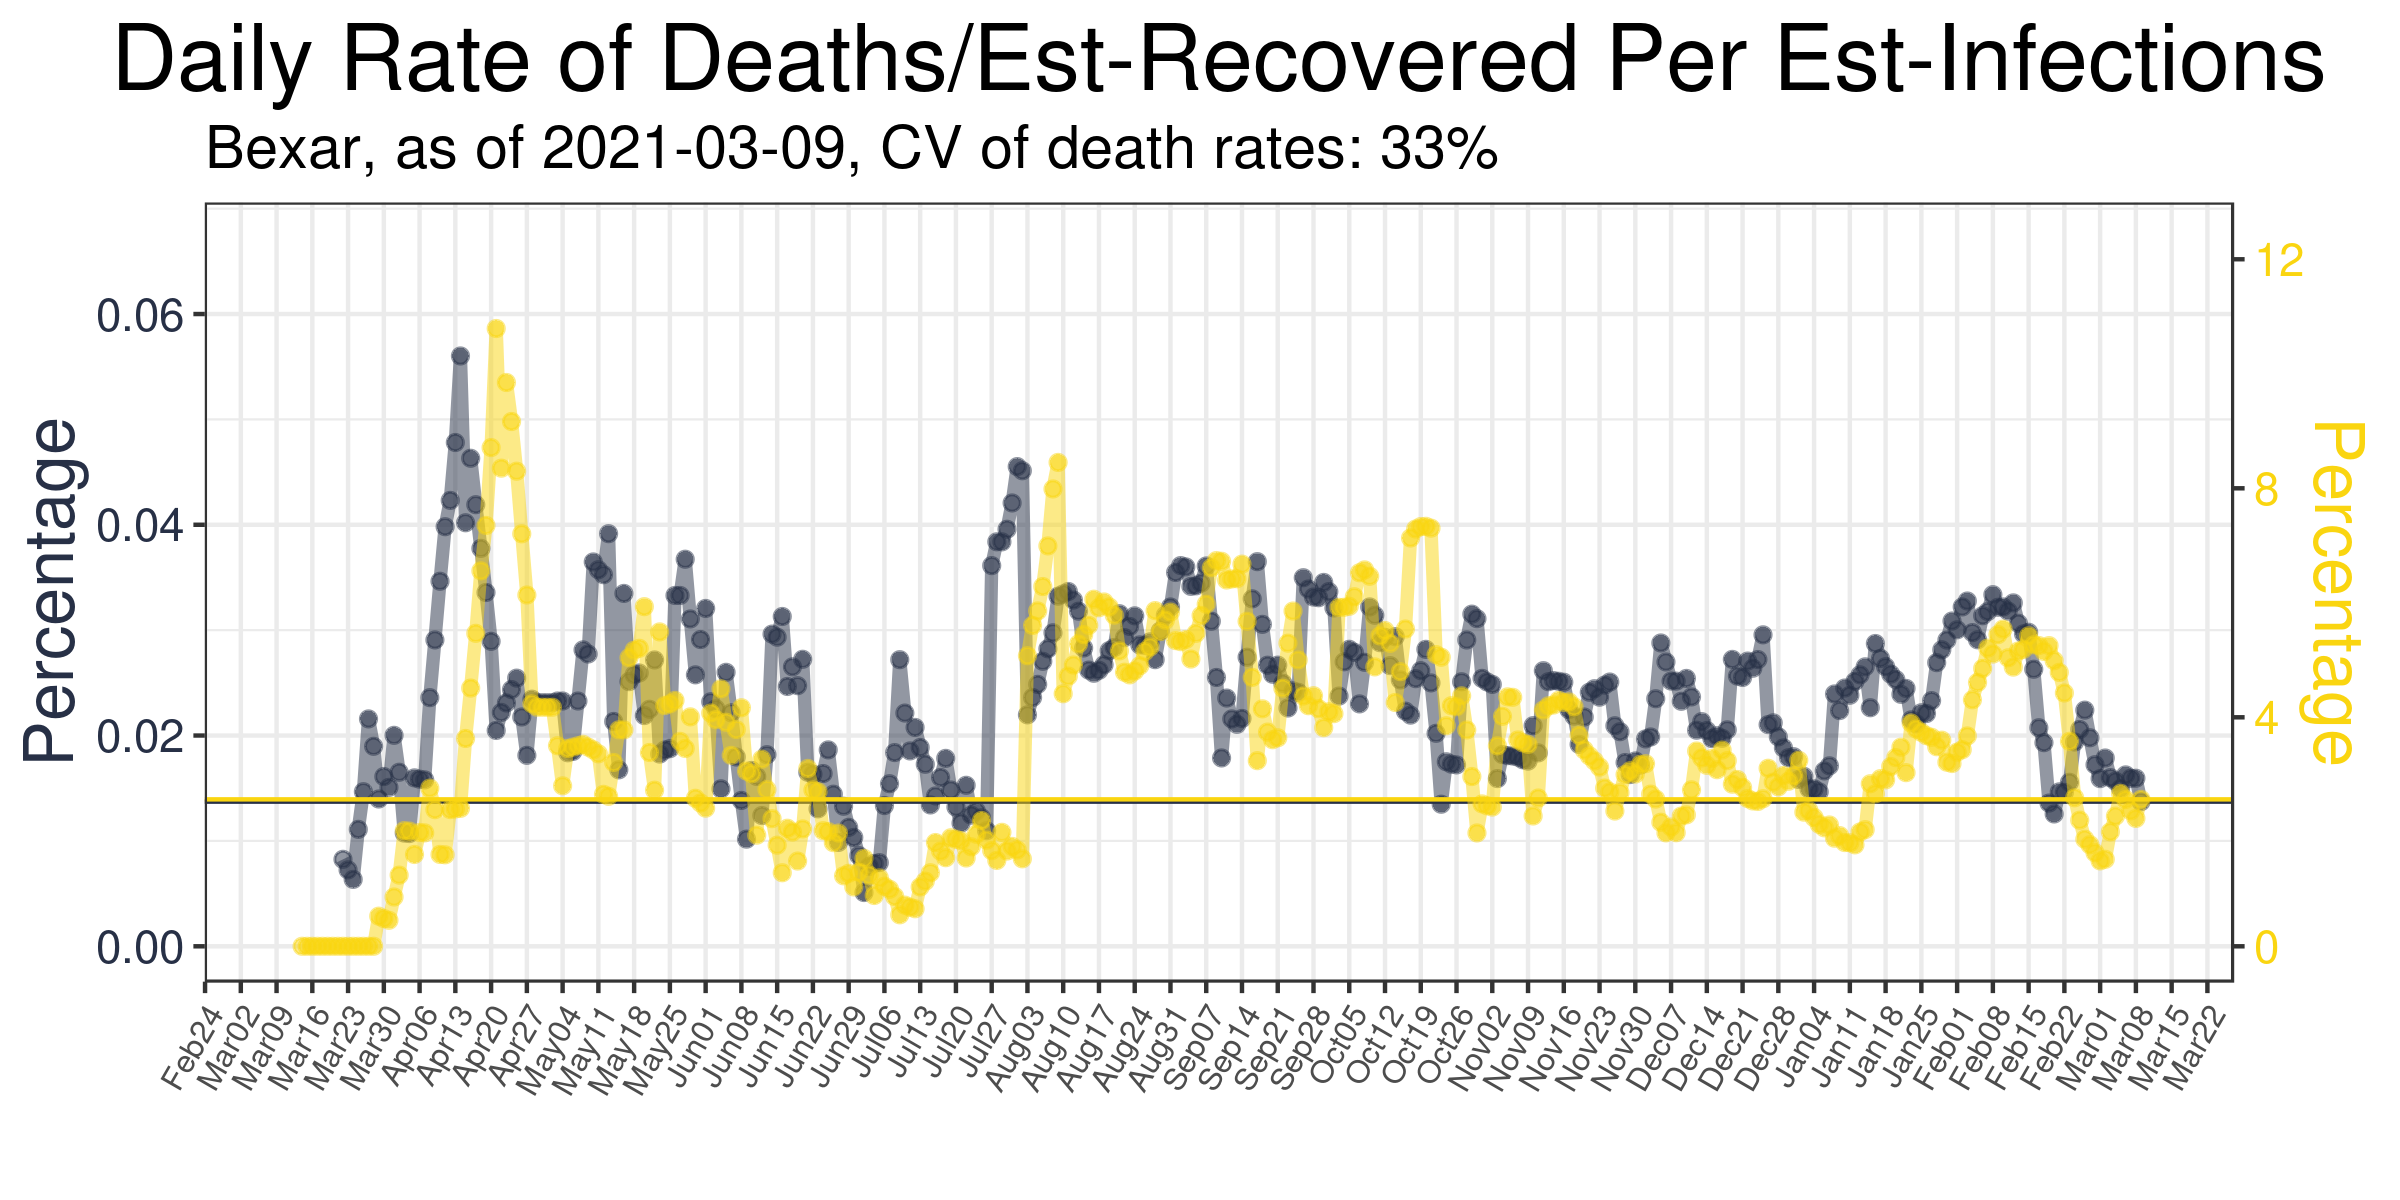 Daily Rate of Deaths/Est-Recovered Per Est-Infections
Bexar, as of 2021-03-09, CV of death rates: 33%
Percentage
0.06
0.04
0.02
0.00
12
8
4
0
Percentage
Feb24
Mar02
Mar09
Mar16
Mar23
Mar30
Apr06
Apr13
Apr20
Apr27
May04
May11
May18
May25
Jun01
Jun08
Jun15
Jun22
Jun29
Jul06
Jul13
Jul20
Jul27
Aug03
Aug10
Aug17
Aug24
Aug31
Sep07
Sep14
Sep21
Sep28
Oct05
Oct12
Oct19
Oct26
Nov02
Nov09
Nov16
Nov23
Nov30
Dec07
Dec14
Dec21
Dec28
Jan04
Jan11
Jan18
Jan25
Feb01
Feb08
Feb15
Feb22
Mar01
Mar08
Mar15
Mar22